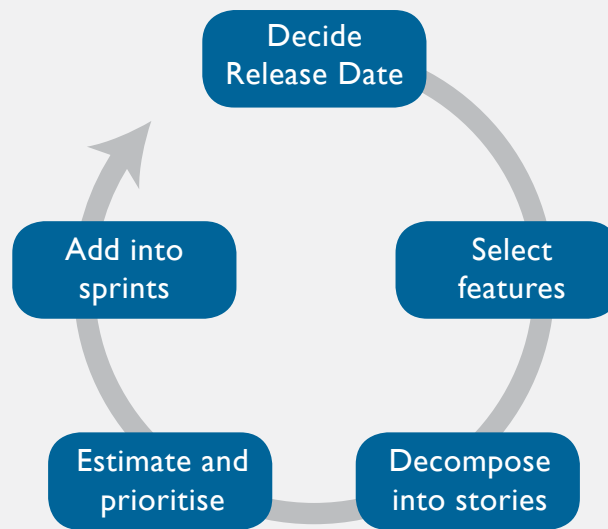 Decide
Release Date
Select
features
Decompose
into stories
Estimate and
prioritise
Add into
sprints